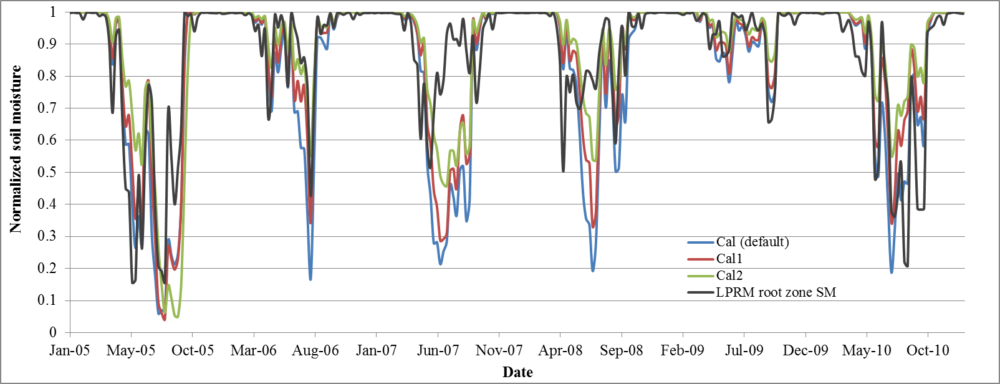 Normalized soil moisture
1
0.9
0.8
0.7
0.6
0.5
0.4
0.3
0.2
0.1
0
Cal (default)
Cal1
Cal2
LPRM root zone SM
Jan-05 May-05 Oct-05 Mar-06 Aug-06 Jan-07 Jun-07 Nov-07 Apr-08 Sep-08 Feb-09 Jul-09 Dec-09 May-10 Oct-10
Date